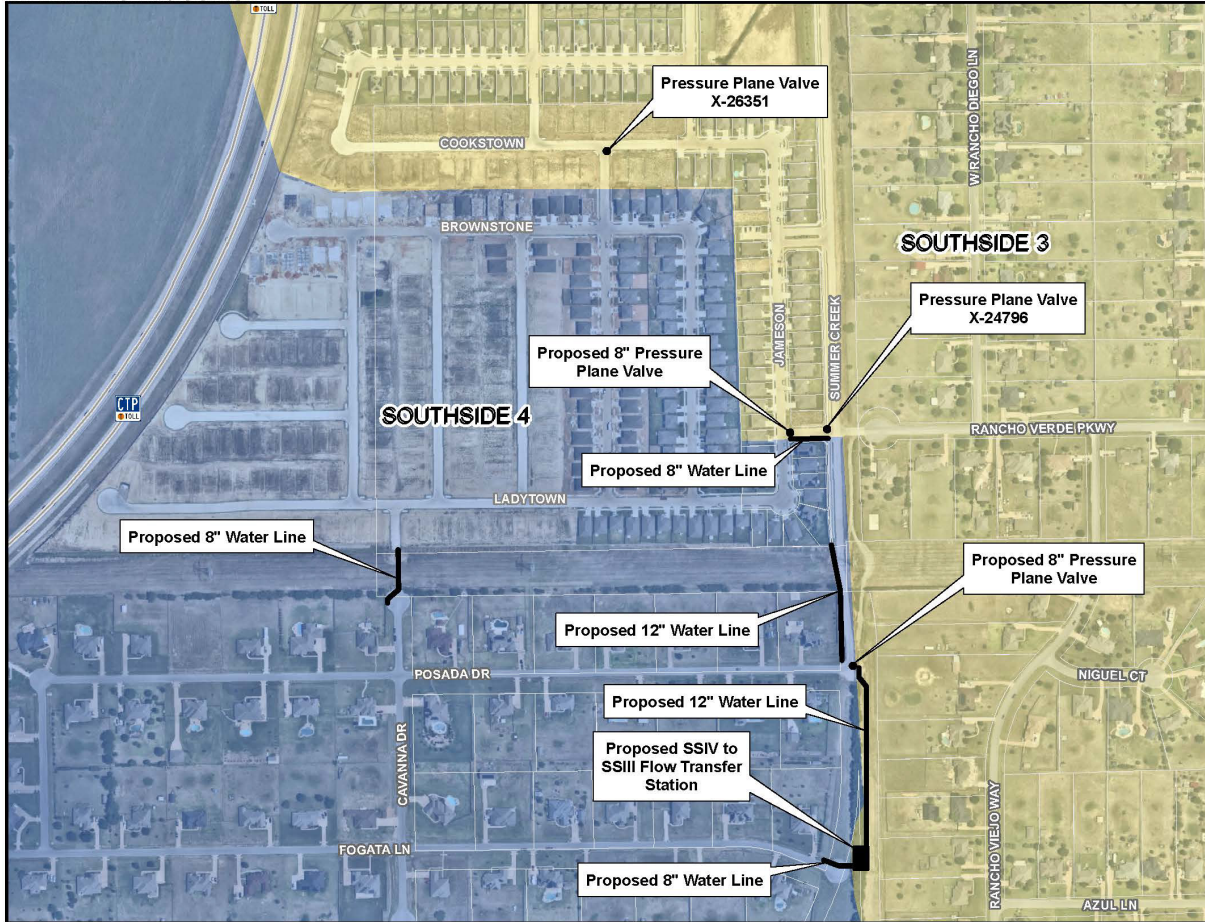 TOLL
Pressure Plane Valve
X-26351
COOKSTOWN
W RANCHO DIEGO LN
BROWNSTONE
SOUTHSIDE 3
Pressure Plane Valve
X-24796
JAMESON
SUMMER CREEK
Proposed 8" Pressure
Plane Valve
CTP
TOLL
SOUTHSIDE 4
RANCHO VERDE PKWY
Proposed 8" Water Line
LADYTOWN
Proposed 8" Water Line
Proposed 8" Pressure
Plane Valve
Proposed 12" Water Line
POSADA DR
NIGUEL CT
Proposed 12" Water Line
Proposed SSIV to
SSIII Flow Transfer
Station
CAVANNA DR
RANCHO VIEJO WAY
FOGATA LN
Proposed 8" Water Line
AZUL LN